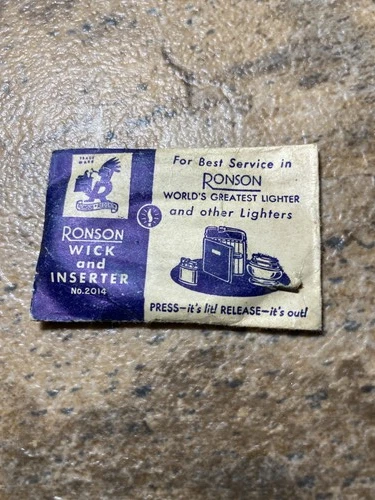 TRADE
MARK
RONSON
WICK
and
INSERTER
No. 2014
For Best Service in
RONSON
WORLD'S GREATEST LIGHTER
and other Lighters
PRESS—it's lit! RELEASE—it's out!